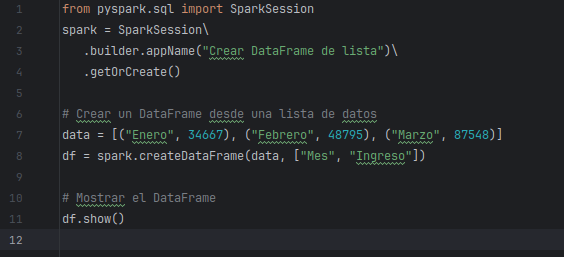 1 from pyspark.sql import SparkSession
2 spark = SparkSession\
3    .builder.appName("Crear DataFrame de lista")\
4    .getOrCreate()
5
6 # Crear un DataFrame desde una lista de datos
7 data = [("Enero", 34667), ("Febrero", 48795), ("Marzo", 87548)]
8 df = spark.createDataFrame(data, ["Mes", "Ingreso"])
9
10 # Mostrar el DataFrame
11 df.show()
12